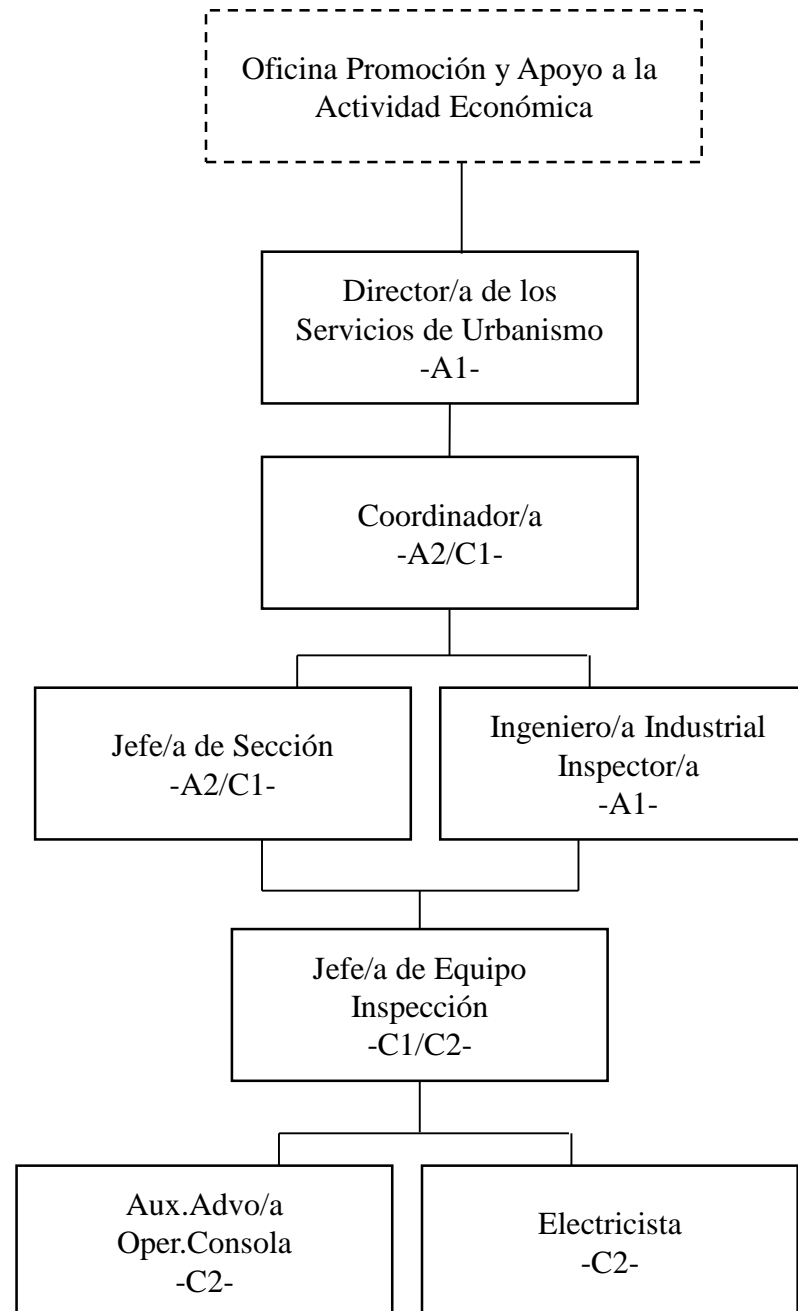 Oficina Promoción y Apoyo a la
Actividad Económica
Director/a de los
Servicios de Urbanismo
-A1-
Coordinador/a
-A2/C1-
Jefe/a de Sección
-A2/C1-
Ingeniero/a Industrial
Inspector/a
-A1-
Jefe/a de Equipo
Inspección
-C1/C2-
Aux.Advo/a
Oper.Consola
-C2-
Electricista
-C2-